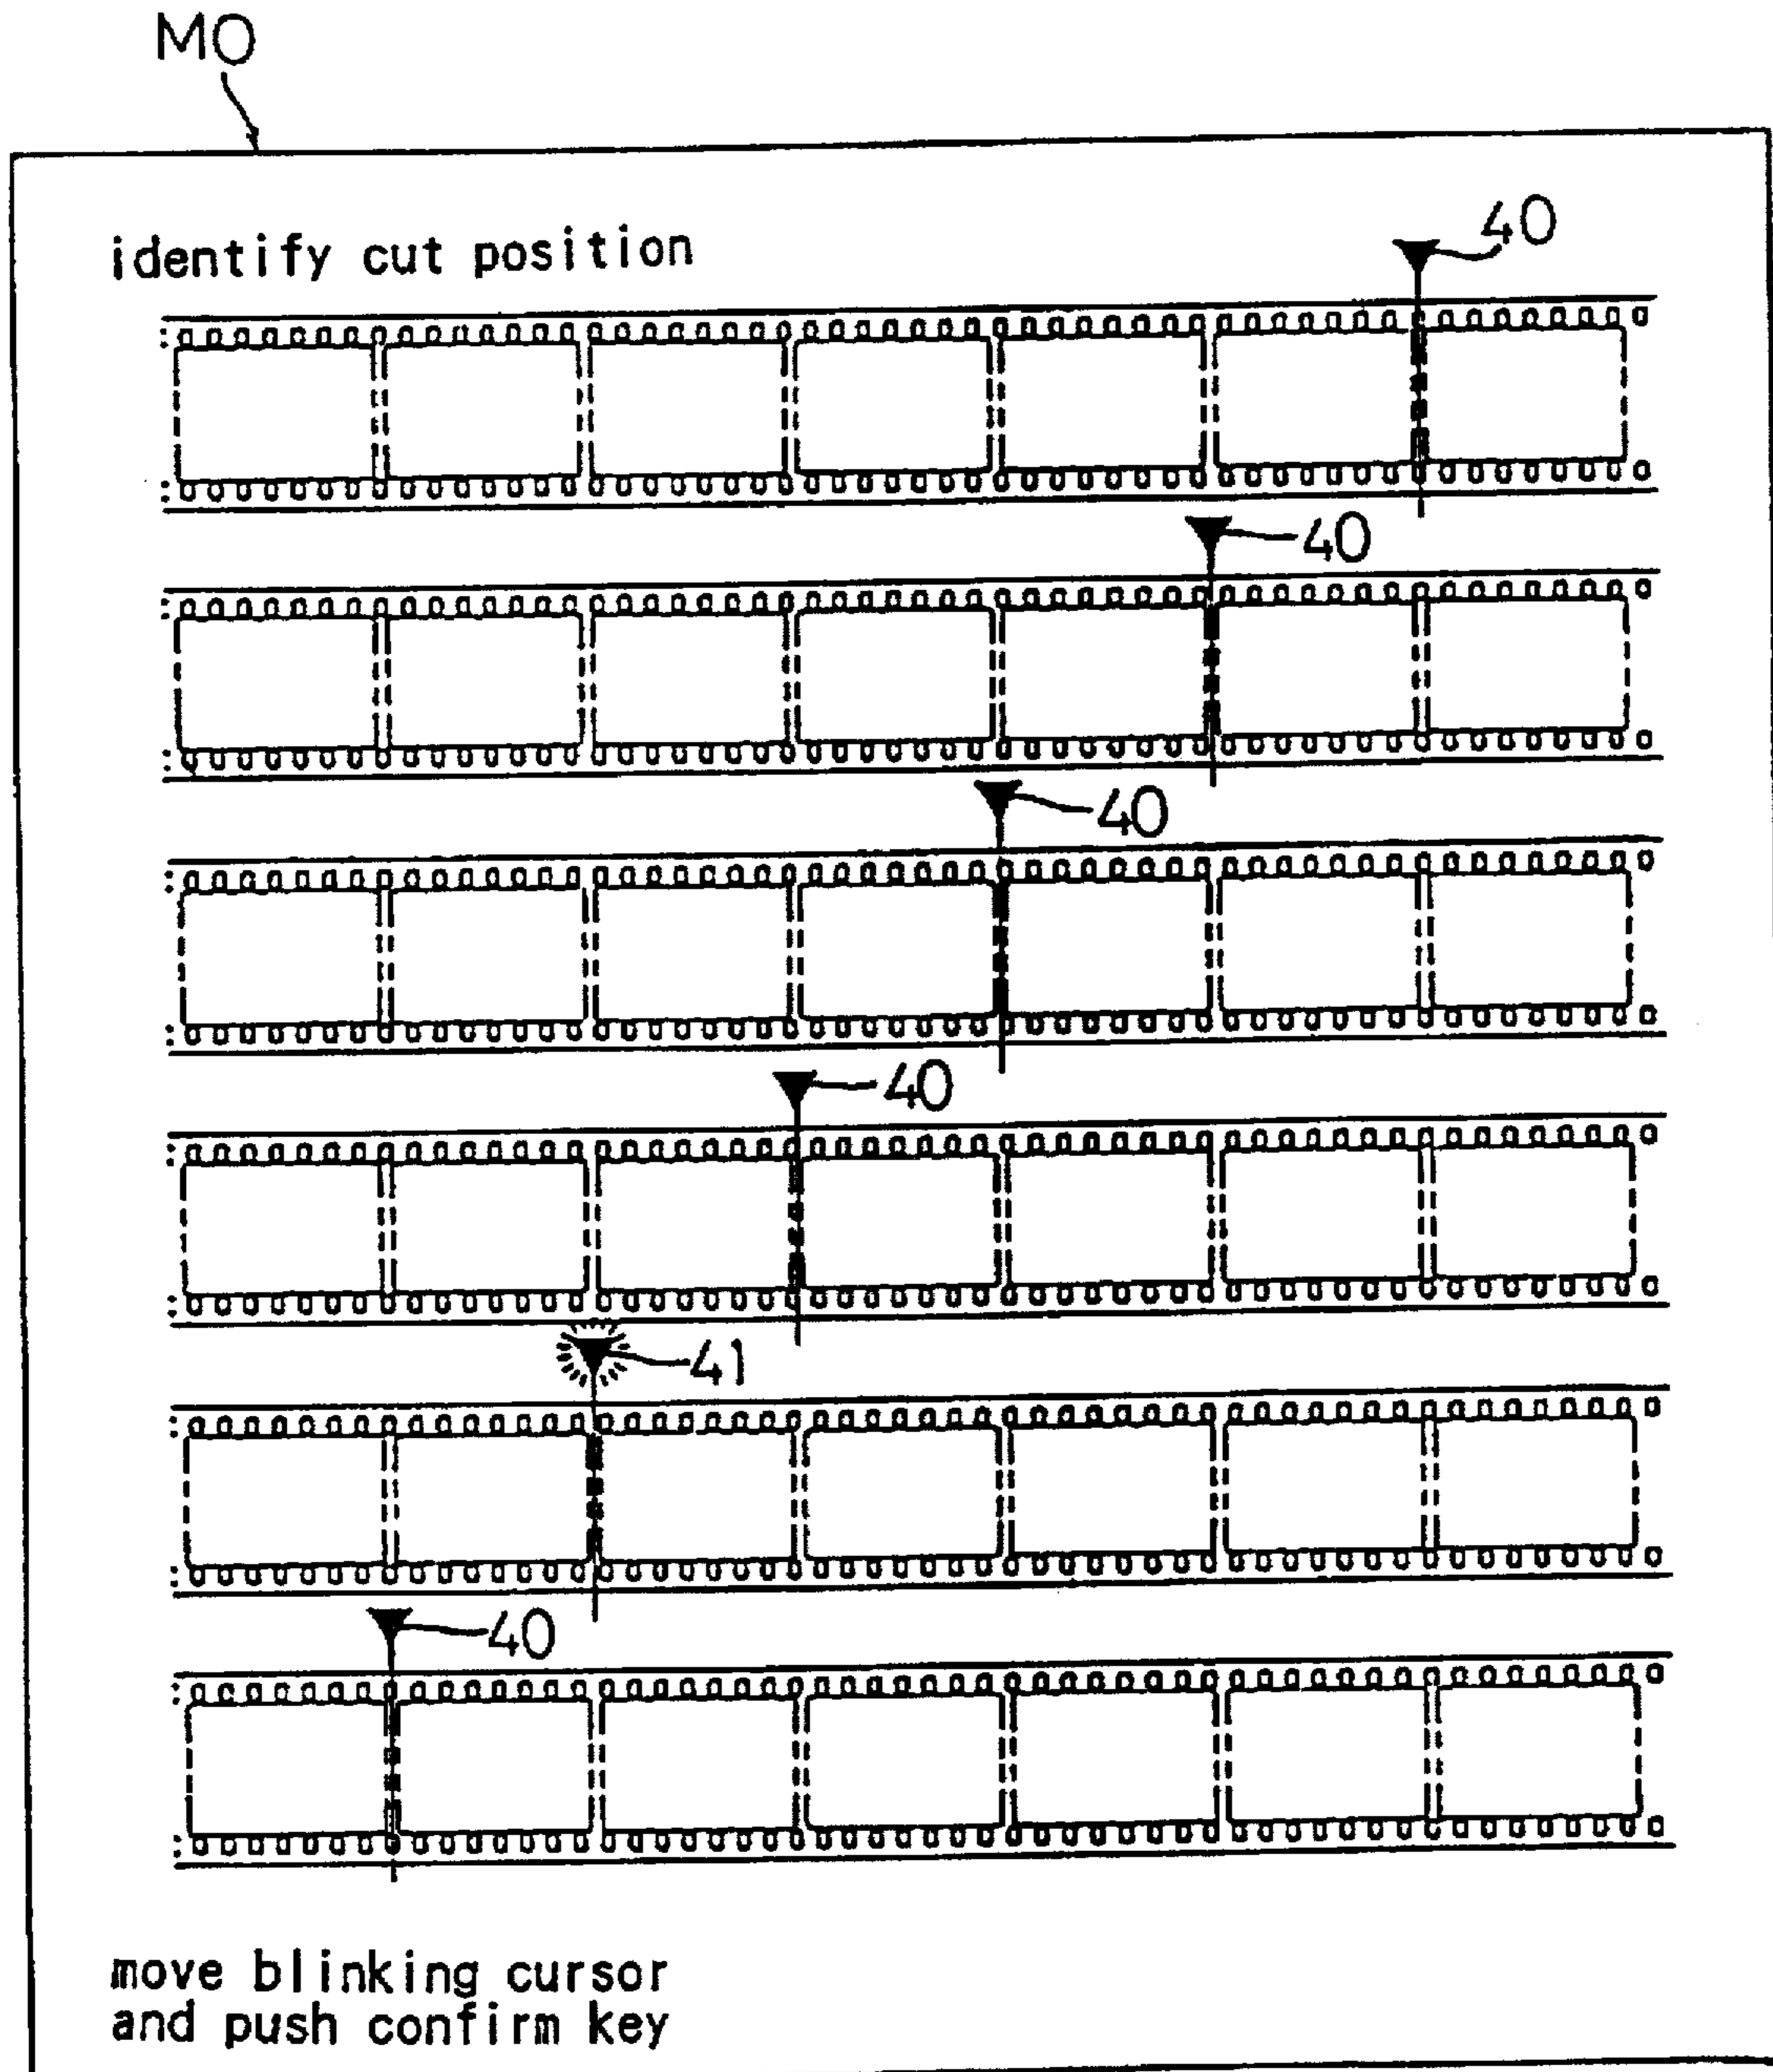 MO
identify cut position
40
40
40
40
41
40
move blinking cursor
and push confirm key